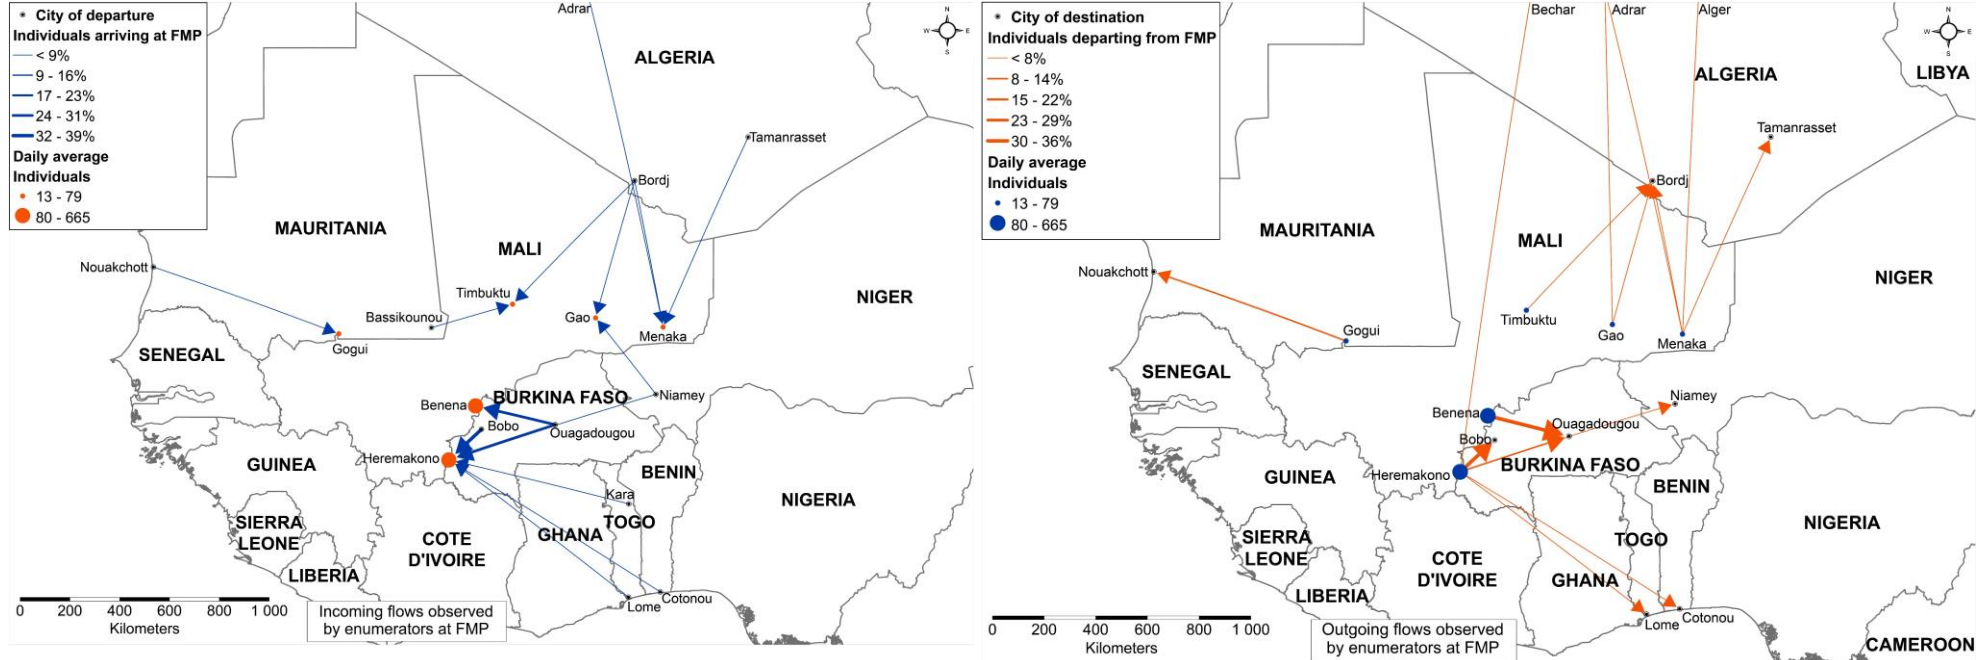 City of departure
Individuals arriving at FMP
< 9%
9 - 16%
17 - 23%
24 - 31%
32 - 39%
Daily average
Individuals
13 - 79
80 - 665
Adrar
N
W E
S
ALGERIA
Tamanrasset
Bordj
MAURITANIA
MALI
Nouakchott
Timbuktu
Bassikounou
Gao
Menaka
Gogui
NIGER
SENEGAL
BURKINA FASO
Niamey
Benena
Bobo
Ouagadougou
Heremakono
GUINEA
BENIN
Kara
NIGERIA
TOGO
SIERRA
LEONE
GHANA
COTE
D'IVOIRE
LIBERIA
Lome
Cotonou
0 200 400 600 800 1 000
Kilometers
Incoming flows observed
by enumerators at FMP
City of destination
Individuals departing from FMP
< 8%
8 - 14%
15 - 22%
23 - 29%
30 - 36%
Daily average
Individuals
13 - 79
80 - 665
Bechar
Adrar
Alger
N
W E
S
ALGERIA
LIBYA
Tamanrasset
Bordj
MAURITANIA
MALI
Nouakchott
NIGER
Timbuktu
Gogui
Gao
Menaka
SENEGAL
Niamey
Benena
Ouagadougou
Bobo
BURKINA FASO
Heremakono
GUINEA
BENIN
NIGERIA
SIERRA
LEONE
TOGO
COTE
D'IVOIRE
GHANA
LIBERIA
Lome
Cotonou
0 200 400 600 800 1 000
Kilometers
Outgoing flows observed
by enumerators at FMP
CAMEROON